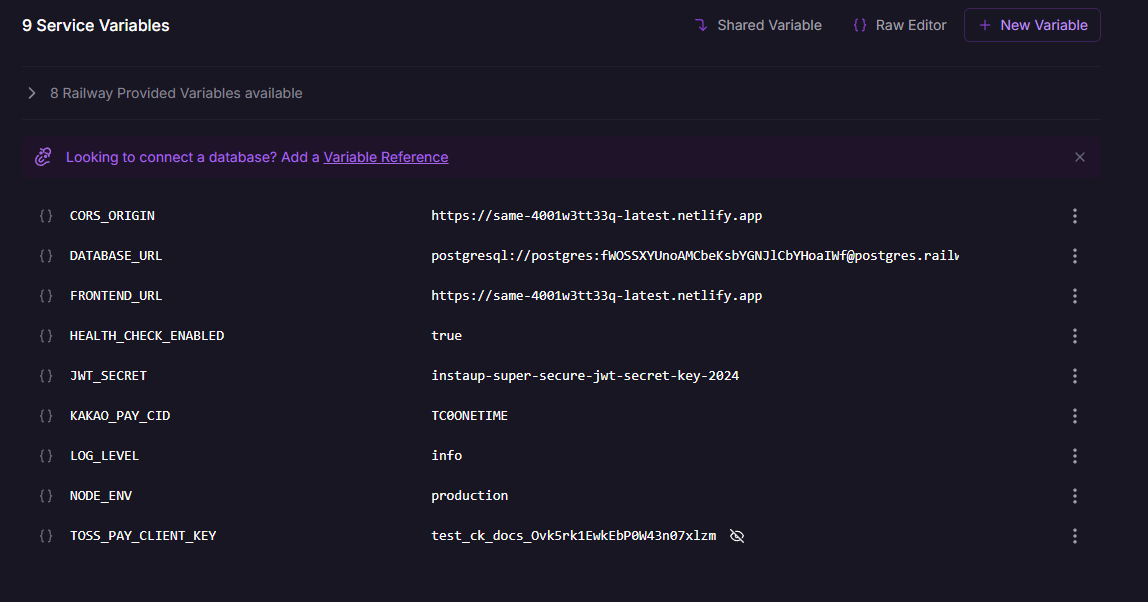 9 Service Variables
Shared Variable
{} Raw Editor
+ New Variable
8 Railway Provided Variables available
Looking to connect a database? Add a Variable Reference
{} CORS_ORIGIN https://same-4001w3tt33q-latest.netlify.app
{} DATABASE_URL postgresql://postgres:fWOSSXYUnoAMCbeKsbYGNJlCbYHoaIWf@postgres.railw
{} FRONTEND_URL https://same-4001w3tt33q-latest.netlify.app
{} HEALTH_CHECK_ENABLED true
{} JWT_SECRET instaup-super-secure-jwt-secret-key-2024
{} KAKAO_PAY_CID TC0ONETIME
{} LOG_LEVEL info
{} NODE_ENV production
{} TOSS_PAY_CLIENT_KEY test_ck_docs_Ovk5rk1EwkEbP0W43n07xlzm